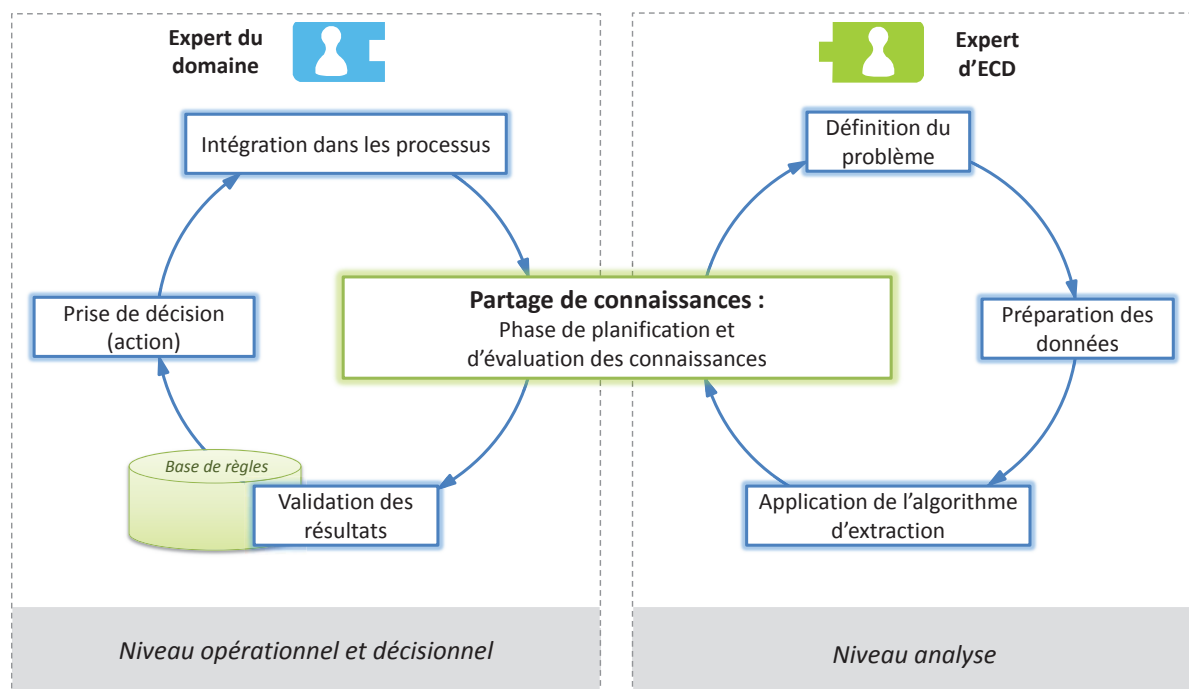 Expert du
domaine
Expert
d'ECD
Intégration dans les processus
Définition du
problème
Partage de connaissances :
Phase de planification et
d'évaluation des connaissances
Prise de décision
(action)
Préparation des
données
Base de règles
Validation des
résultats
Application de l'algorithme
d'extraction
Niveau opérationnel et décisionnel
Niveau analyse